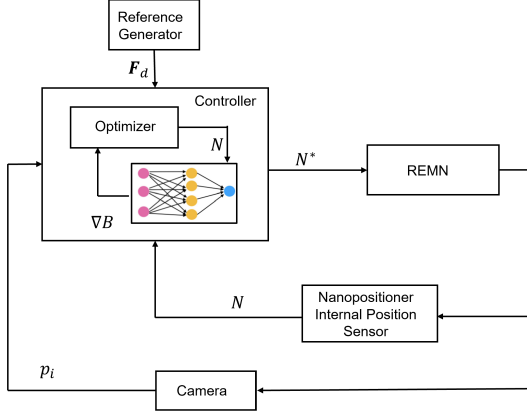 Reference
Generator
F_d
Controller
Optimizer
N
N*
REMN
∇B
Nanopositioner
Internal Position
Sensor
N
p_i
Camera